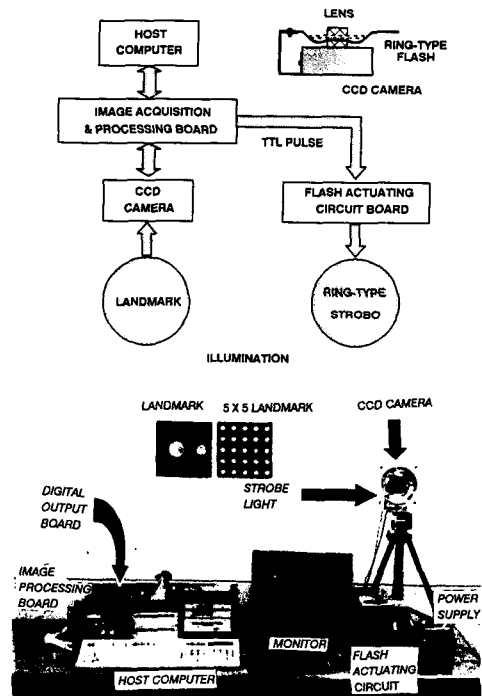 LENS
HOST
COMPUTER
RING-TYPE
FLASH
CCD CAMERA
IMAGE ACQUISITION
& PROCESSING BOARD
TTL PULSE
CCD
CAMERA
FLASH ACTUATING
CIRCUIT BOARD
LANDMARK
RING-TYPE
STROBO
ILLUMINATION
LANDMARK
5 X 5 LANDMARK
CCD CAMERA
STROBE
LIGHT
DIGITAL
OUTPUT
BOARD
IMAGE
PROCESSING
BOARD
POWER
SUPPLY
MONITOR
HOST COMPUTER
FLASH
ACTUATING
CIRCUIT